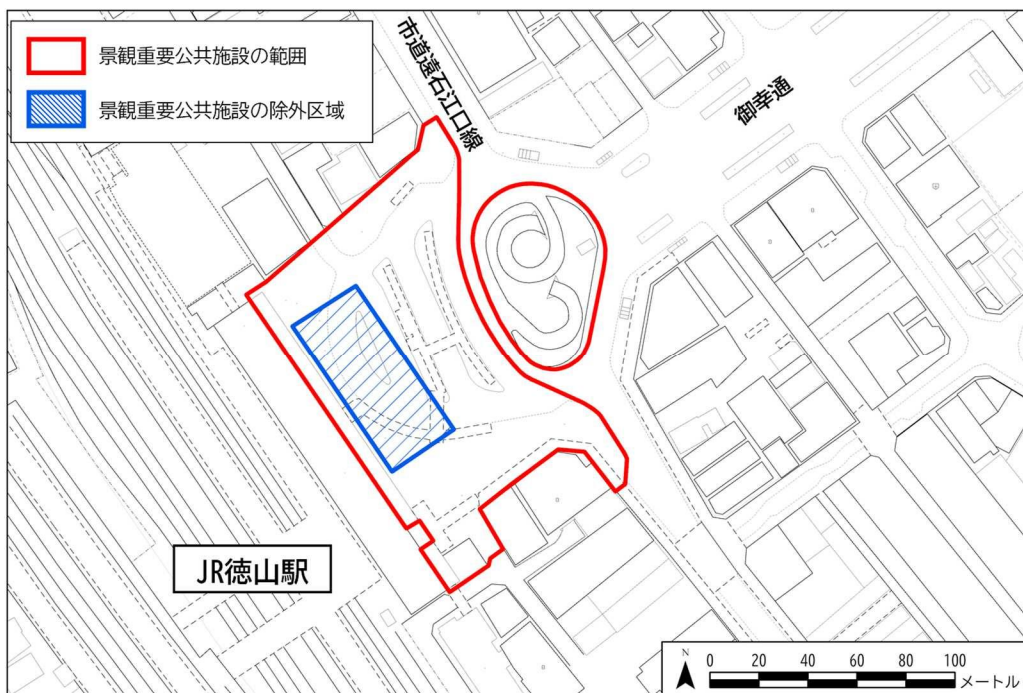 景観重要公共施設の範囲
景観重要公共施設の除外区域
市道遠石江口線
御幸通
JR徳山駅
N
0 20 40 60 80 100
メートル